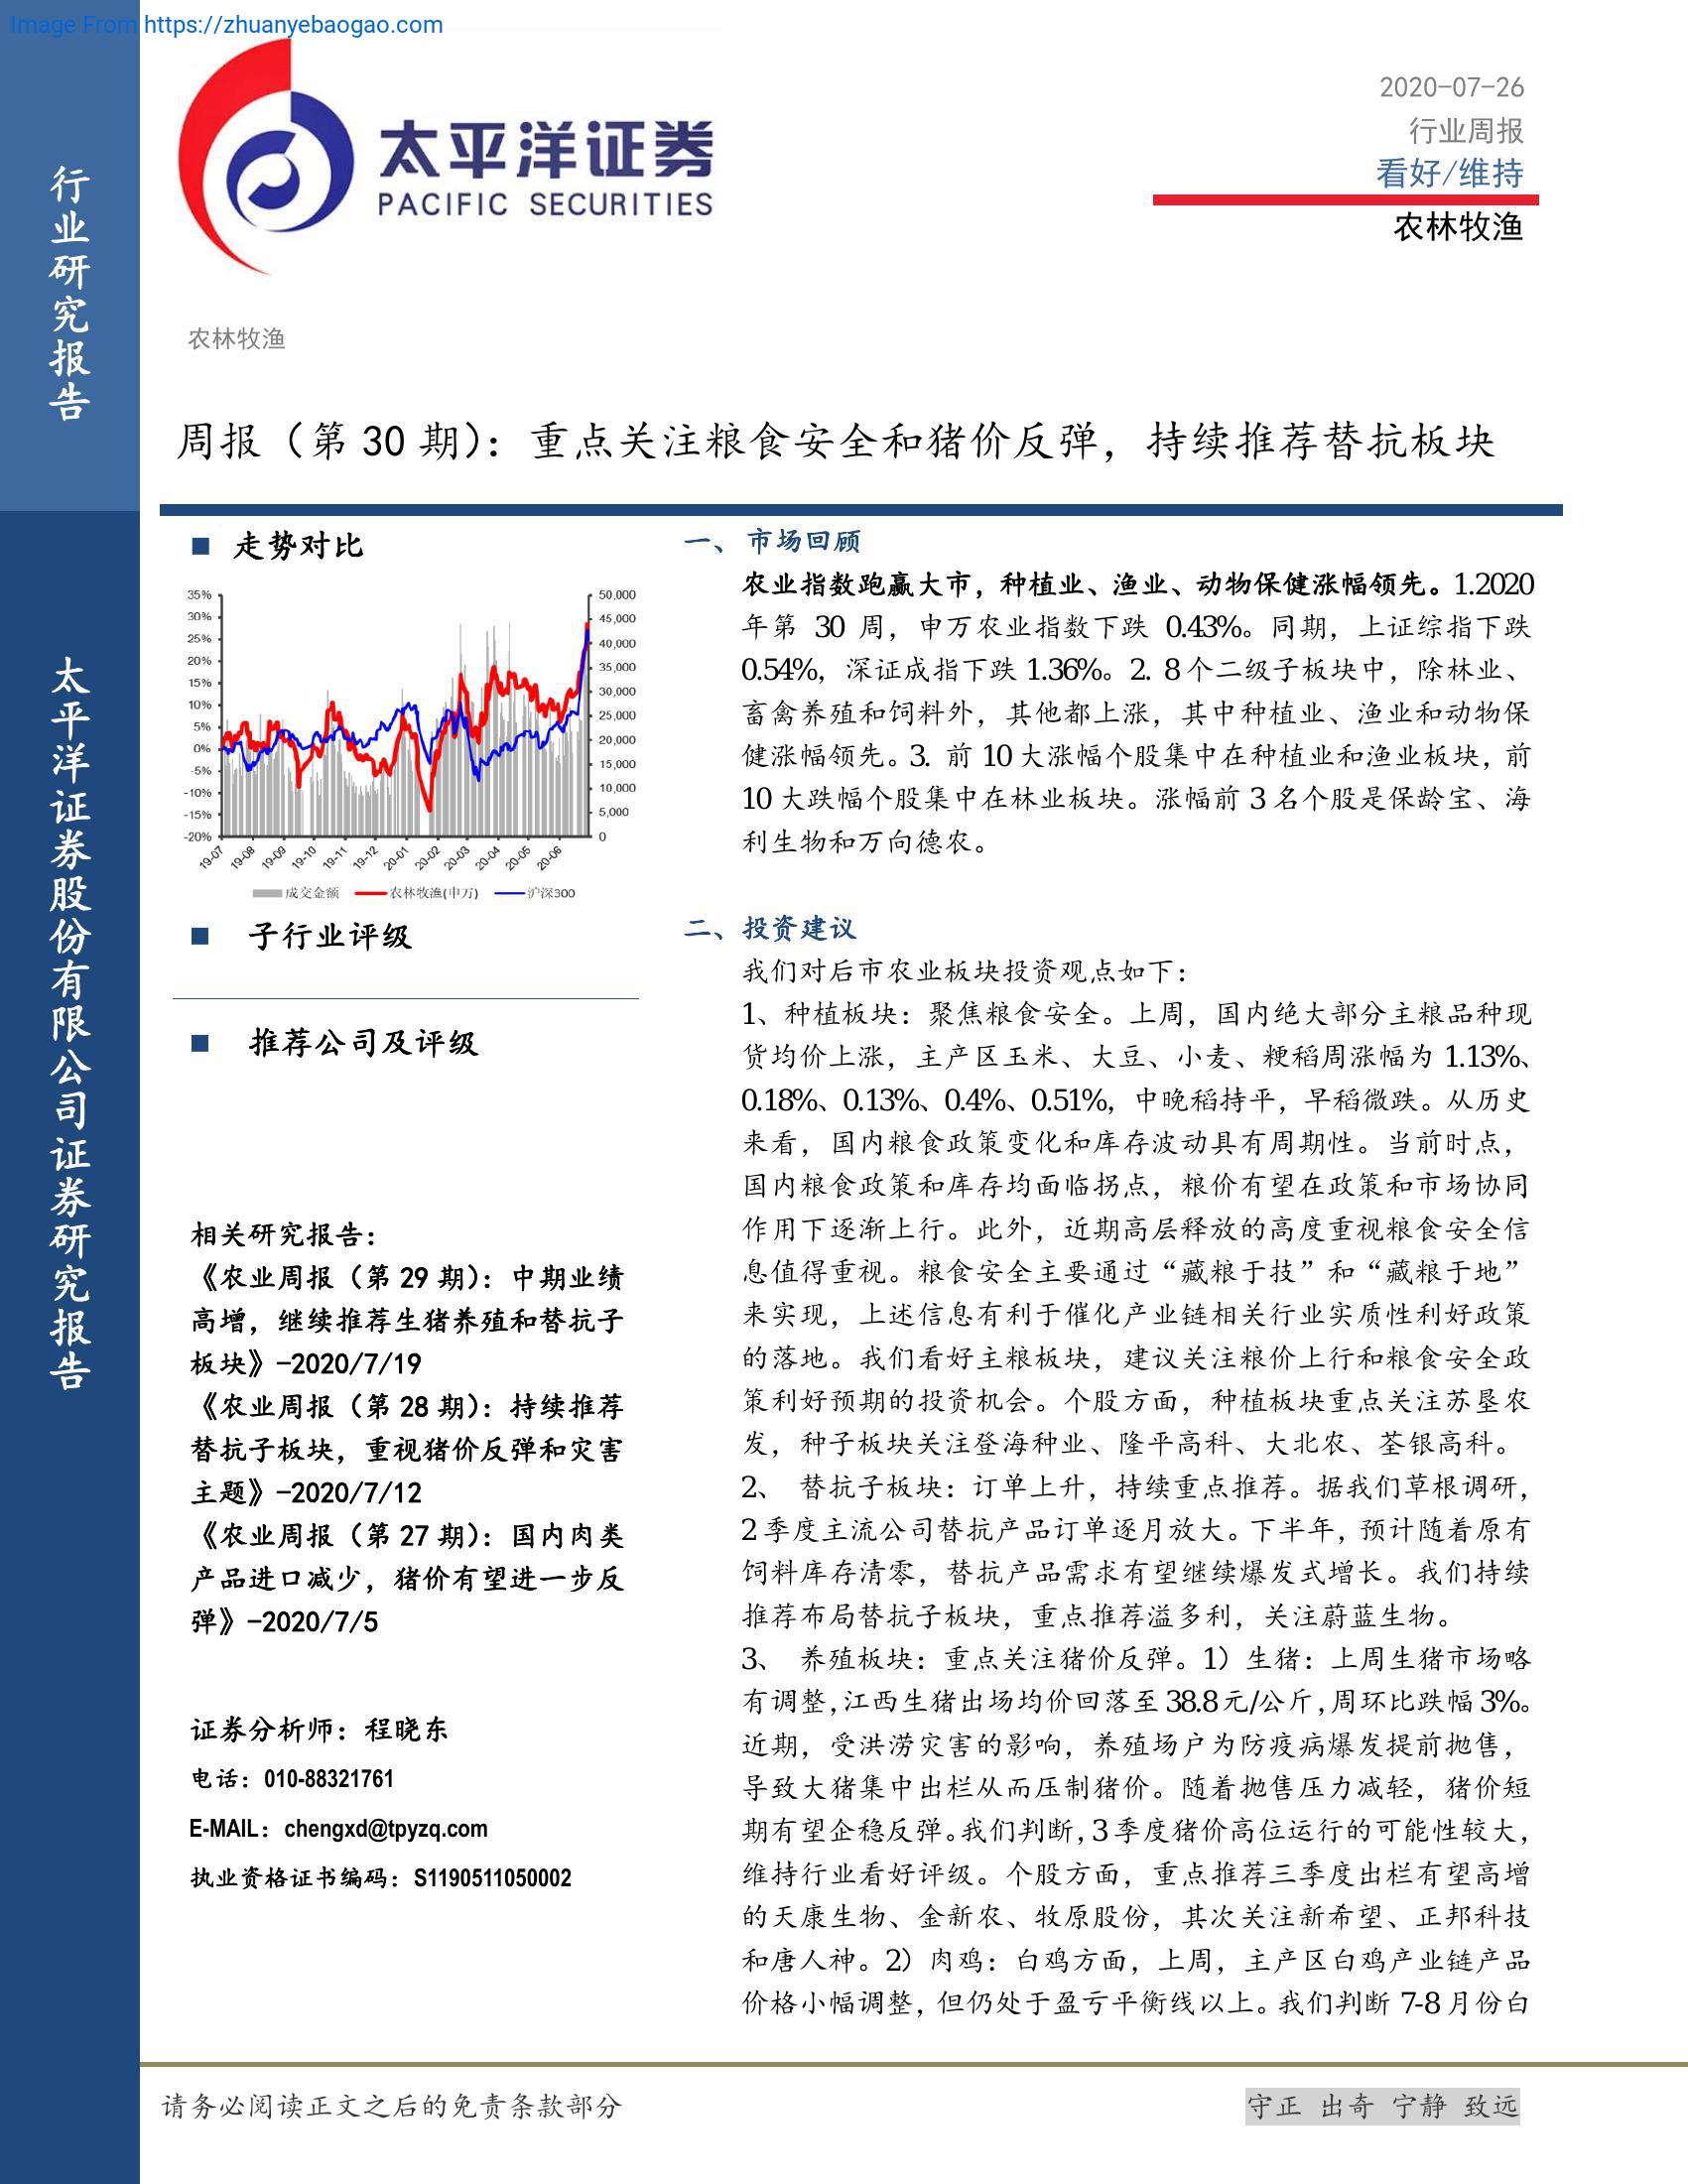 Image From https://zhuanyebaogao.com
行业研究报告
太平洋证券股份有限公司证券研究报告
太平洋证券
PACIFIC SECURITIES
2020-07-26
行业周报
看好/维持
农林牧渔
农林牧渔
周报（第 30 期）：重点关注粮食安全和猪价反弹，持续推荐替抗板块
■ 走势对比
35%
30%
25%
20%
15%
10%
5%
0%
-5%
-10%
-15%
-20%
50,000
45,000
40,000
35,000
30,000
25,000
20,000
15,000
10,000
5,000
0
19-07
19-08
19-09
19-10
19-11
19-12
20-01
20-02
20-03
20-04
20-05
20-06
成交金额 农林牧渔(申万) 沪深300
■ 子行业评级
■ 推荐公司及评级
相关研究报告：
《农业周报（第 29 期）：中期业绩
高增，继续推荐生猪养殖和替抗子
板块》—2020/7/19
《农业周报（第 28 期）：持续推荐
替抗子板块，重视猪价反弹和灾害
主题》—2020/7/12
《农业周报（第 27 期）：国内肉类
产品进口减少，猪价有望进一步反
弹》—2020/7/5
证券分析师：程晓东
电话：010-88321761
E-MAIL：chengxd@tpyzq.com
执业资格证书编码：S1190511050002
一、市场回顾
农业指数跑赢大市，种植业、渔业、动物保健涨幅领先。1.2020
年第 30 周，申万农业指数下跌 0.43%。同期，上证综指下跌
0.54%，深证成指下跌 1.36%。2. 8 个二级子板块中，除林业、
畜禽养殖和饲料外，其他都上涨，其中种植业、渔业和动物保
健涨幅领先。3. 前 10 大涨幅个股集中在种植业和渔业板块，前
10 大跌幅个股集中在林业板块。涨幅前 3 名个股是保龄宝、海
利生物和万向德农。
二、投资建议
我们对后市农业板块投资观点如下：
1、种植板块：聚焦粮食安全。上周，国内绝大部分主粮品种现
货均价上涨，主产区玉米、大豆、小麦、粳稻周涨幅为 1.13%、
0.18%、0.13%、0.4%、0.51%，中晚稻持平，早稻微跌。从历史
来看，国内粮食政策变化和库存波动具有周期性。当前时点，
国内粮食政策和库存均面临拐点，粮价有望在政策和市场协同
作用下逐渐上行。此外，近期高层释放的高度重视粮食安全信
息值得重视。粮食安全主要通过“藏粮于技”和“藏粮于地”
来实现，上述信息有利于催化产业链相关行业实质性利好政策
的落地。我们看好主粮板块，建议关注粮价上行和粮食安全政
策利好预期的投资机会。个股方面，种植板块重点关注苏垦农
发，种子板块关注登海种业、隆平高科、大北农、荃银高科。
2、 替抗子板块：订单上升，持续重点推荐。据我们草根调研，
2 季度主流公司替抗产品订单逐月放大。下半年，预计随着原有
饲料库存清零，替抗产品需求有望继续爆发式增长。我们持续
推荐布局替抗子板块，重点推荐溢多利，关注蔚蓝生物。
3、 养殖板块：重点关注猪价反弹。1）生猪：上周生猪市场略
有调整，江西生猪出场均价回落至 38.8 元/公斤，周环比跌幅 3%。
近期，受洪涝灾害的影响，养殖场户为防疫病爆发提前抛售，
导致大猪集中出栏从而压制猪价。随着抛售压力减轻，猪价短
期有望企稳反弹。我们判断，3 季度猪价高位运行的可能性较大，
维持行业看好评级。个股方面，重点推荐三季度出栏有望高增
的天康生物、金新农、牧原股份，其次关注新希望、正邦科技
和唐人神。2）肉鸡：白鸡方面，上周，主产区白鸡产业链产品
价格小幅调整，但仍处于盈亏平衡线以上。我们判断 7-8 月份白
请务必阅读正文之后的免责条款部分
守正 出奇 宁静 致远